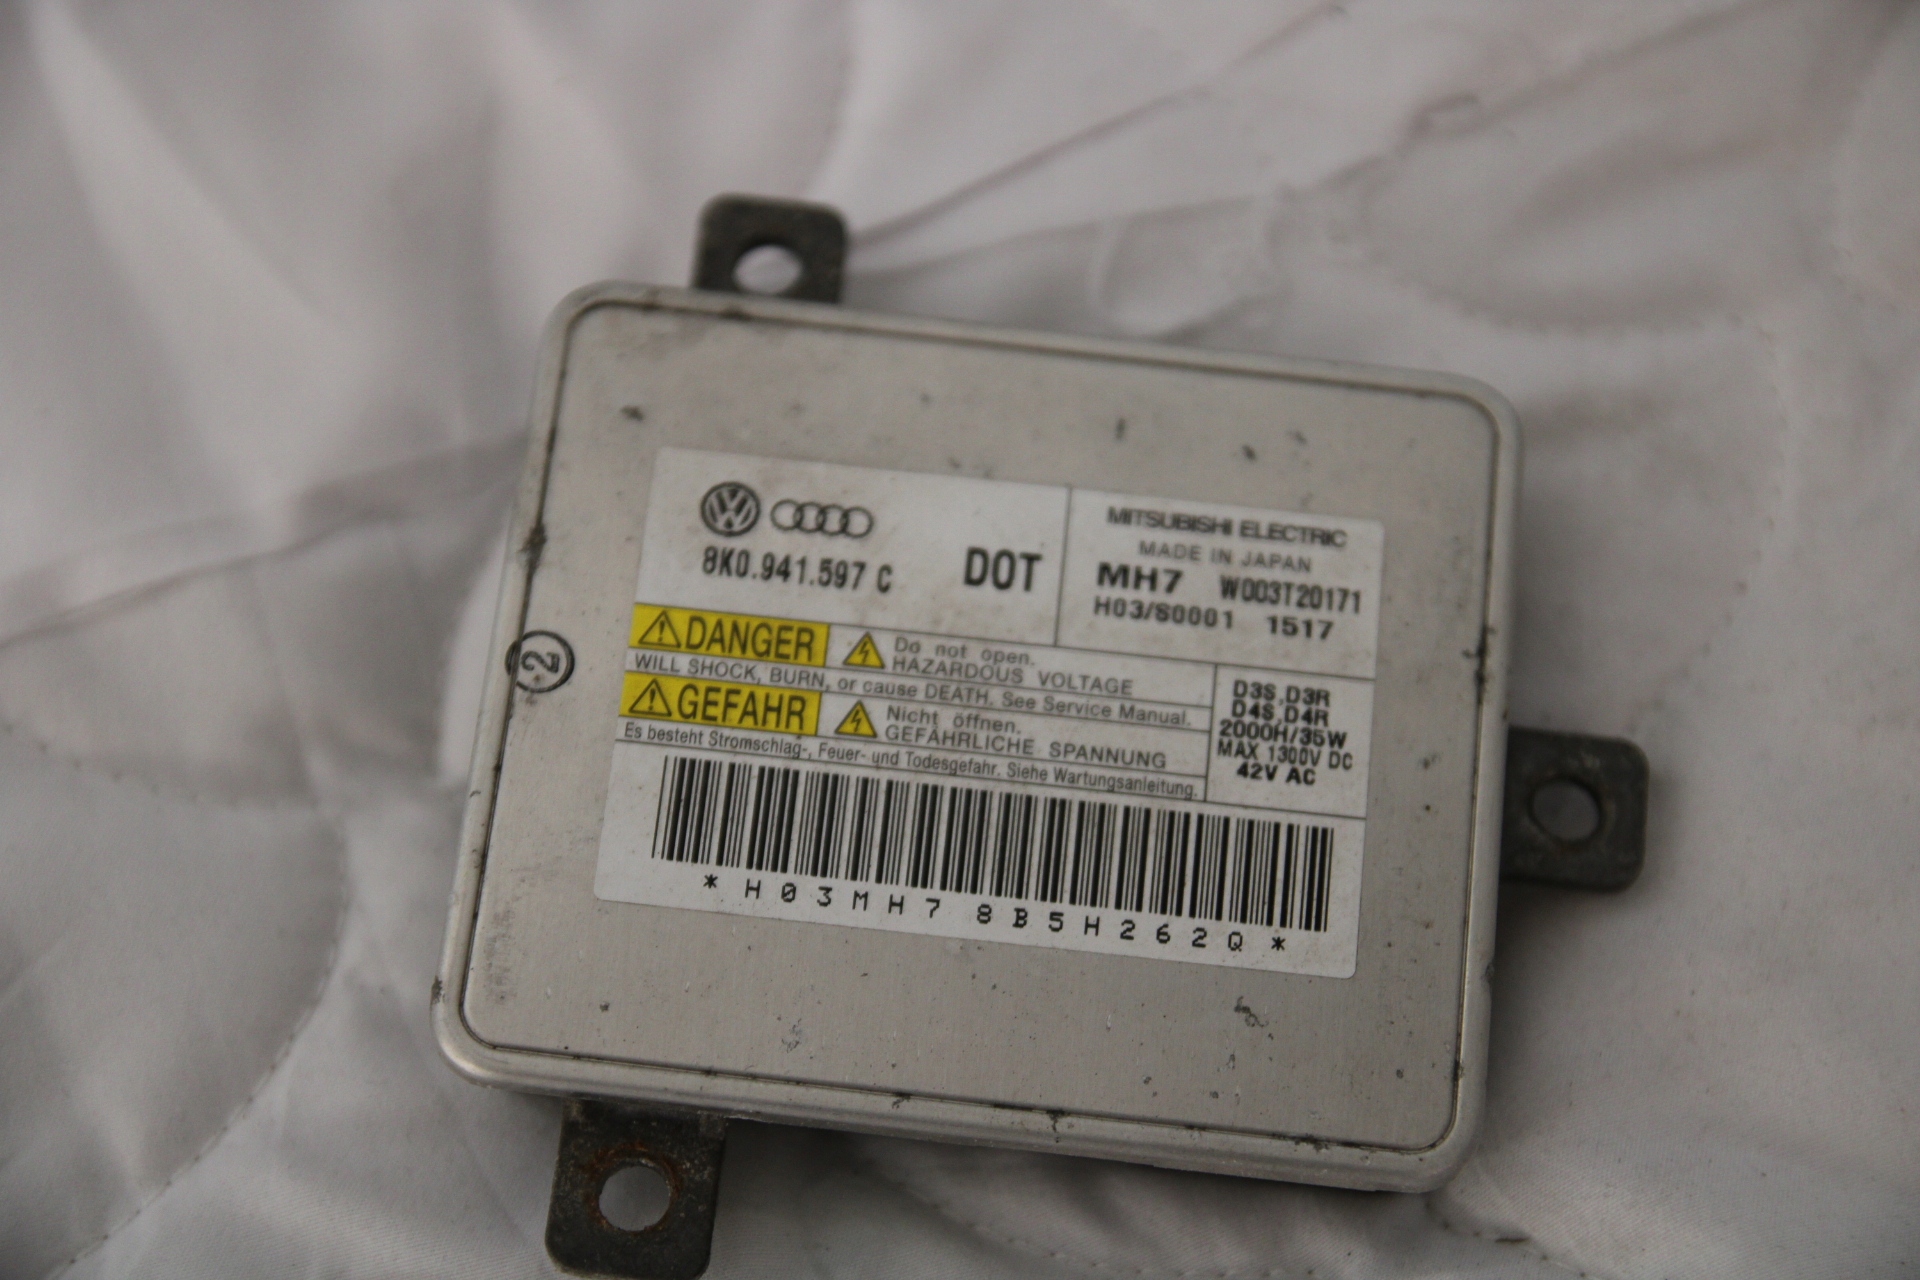 8K0.941.597 C
DOT
MITSUBISHI ELECTRIC
MADE IN JAPAN
MH7 W003T20171
H03/S0001 1517
DANGER
Do not open.
HAZARDOUS VOLTAGE
WILL SHOCK, BURN, or cause DEATH. See Service Manual.
GEFAHR
Nicht öffnen.
GEFÄHRLICHE SPANNUNG
Es besteht Stromschlag-, Feuer- und Todesgefahr. Siehe Wartungsanleitung.
D3S,D3R
D4S,D4R
2000H/35W
MAX 1300V DC
42V AC
*H03MH78B5H262Q*
2